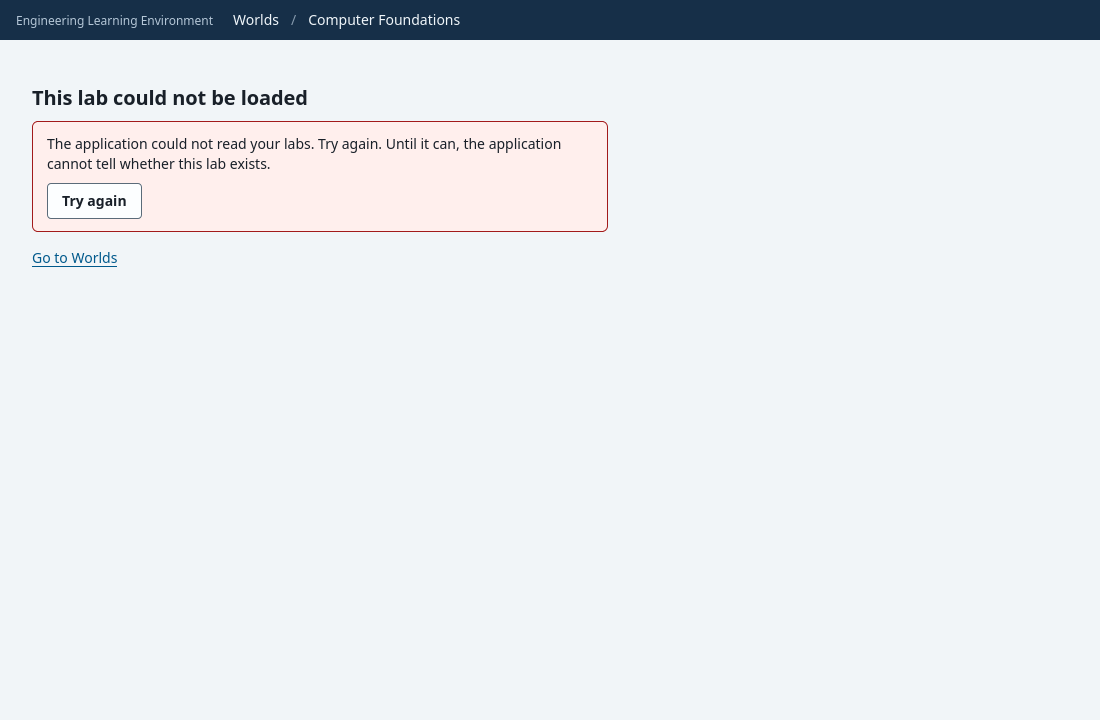 Engineering Learning Environment Worlds / Computer Foundations
This lab could not be loaded
The application could not read your labs. Try again. Until it can, the application
cannot tell whether this lab exists.
Try again
Go to Worlds